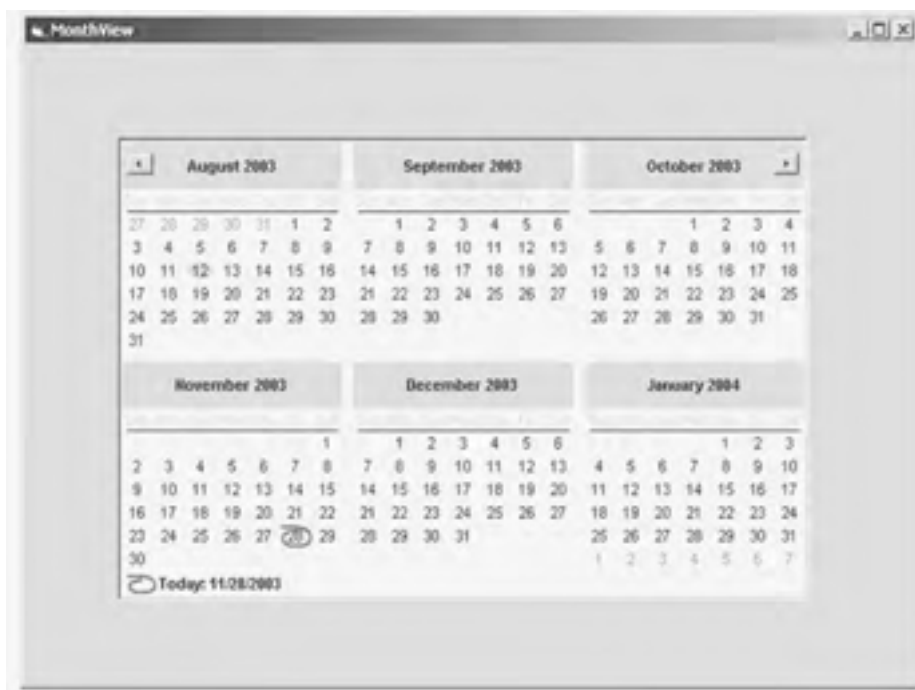 MonthView
August 2003 September 2003 October 2003
27 28 29 30 31 1 2 1 2 3 4 5 6 1 2 3 4
3 4 5 6 7 8 9 7 8 9 10 11 12 13 5 6 7 8 9 10 11
10 11 12 13 14 15 16 14 15 16 17 18 19 20 12 13 14 15 16 17 18
17 18 19 20 21 22 23 21 22 23 24 25 26 27 19 20 21 22 23 24 25
24 25 26 27 28 29 30 28 29 30 26 27 28 29 30 31
31
November 2003 December 2003 January 2004
1 1 2 3 4 5 6 1 2 3
2 3 4 5 6 7 8 7 8 9 10 11 12 13 4 5 6 7 8 9 10
9 10 11 12 13 14 15 14 15 16 17 18 19 20 11 12 13 14 15 16 17
16 17 18 19 20 21 22 21 22 23 24 25 26 27 18 19 20 21 22 23 24
23 24 25 26 27 28 29 28 29 30 31 25 26 27 28 29 30 31
30 1 2 3 4 5 6 7
Today: 11/28/2003